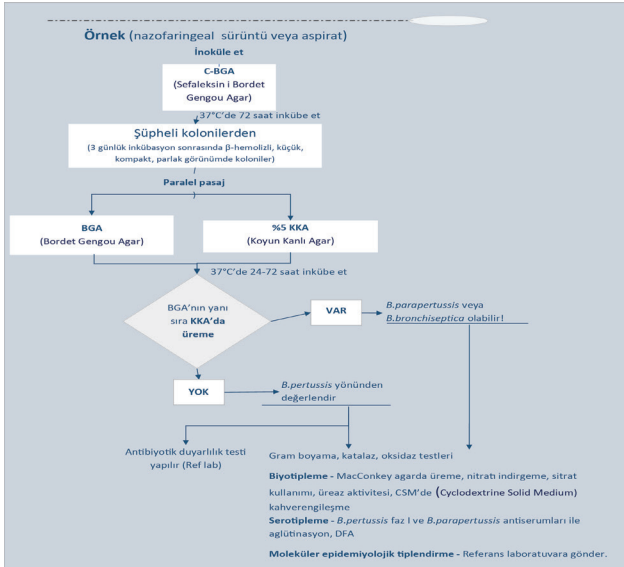 Örnek (nazofaringeal sürüntü veya aspirat)
İnoküle et
C-BGA
(Sefaleksin i Bordet
Gengou Agar)
37°C'de 72 saat inkübe et
Şüpheli kolonilerden
(3 günlük inkübasyon sonrasında β-hemolizli, küçük,
kompakt, parlak görünümde koloniler)
Paralel pasaj
BGA
(Bordet Gengou Agar)
%5 KKA
(Koyun Kanlı Agar)
37°C'de 24-72 saat inkübe et
BGA'nın yanı
sıra KKA'da
üreme
VAR
B.parapertussis veya
B.bronchiseptica olabilir!
YOK
B.pertussis yönünden
değerlendir
Antibiyotik duyarlılık testi
yapılır (Ref lab)
Gram boyama, katalaz, oksidaz testleri
Biyotipleme - MacConkey agarda üreme, nitratı indirgeme, sitrat
kullanımı, üreaz aktivitesi, CSM'de (Cyclodextrine Solid Medium)
kahverengileşme
Serotipleme - B.pertussis faz I ve B.parapertussis antiserumları ile
aglütinasyon, DFA
Moleküler epidemiyolojik tiplendirme - Referans laboratuvara gönder.